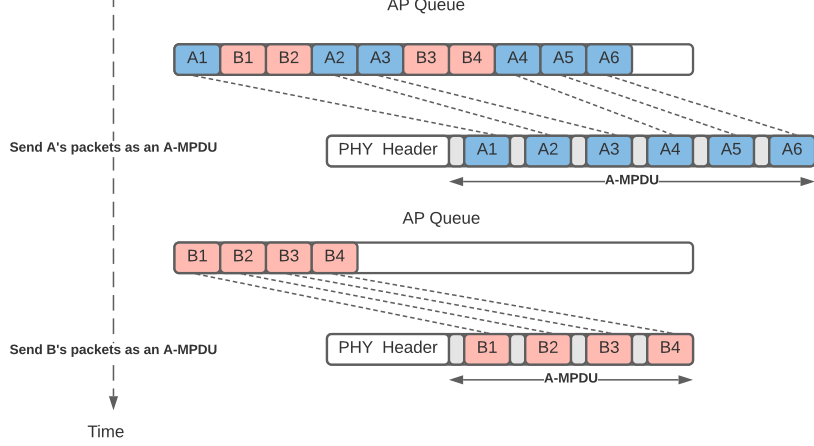 AP Queue
A1 B1 B2 A2 A3 B3 B4 A4 A5 A6
Send A's packets as an A-MPDU
PHY Header A1 A2 A3 A4 A5 A6
A-MPDU
AP Queue
B1 B2 B3 B4
Send B's packets as an A-MPDU
PHY Header B1 B2 B3 B4
A-MPDU
Time